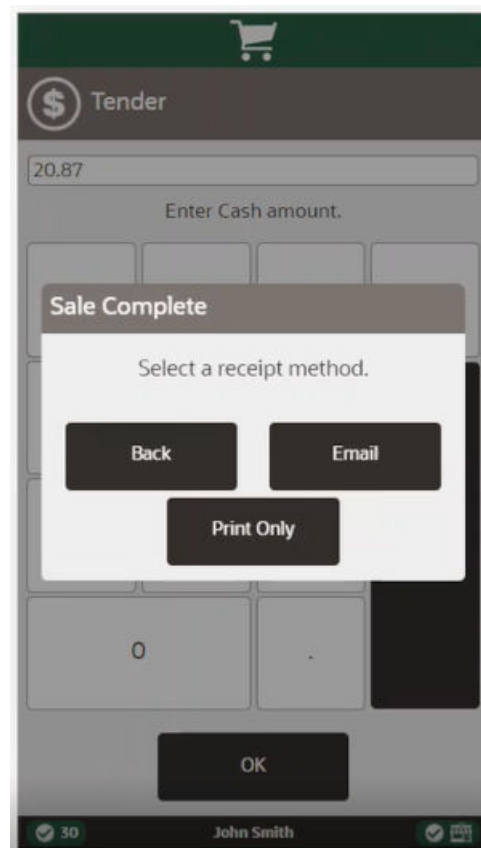 $ Tender
20.87
Enter Cash amount.
Sale Complete
Select a receipt method.
Back Email
Print Only
0 .
OK
30 John Smith